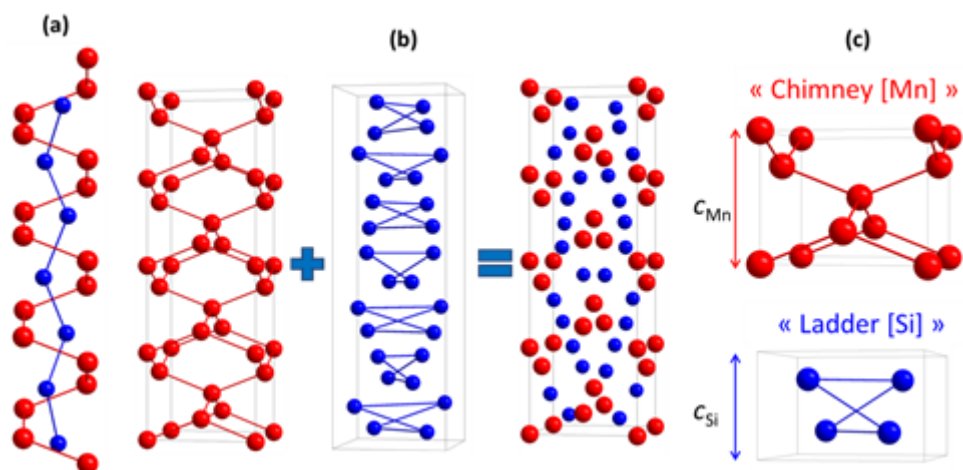 (a)
(b)
(c)
« Chimney [Mn] »
cMn
« Ladder [Si] »
cSi